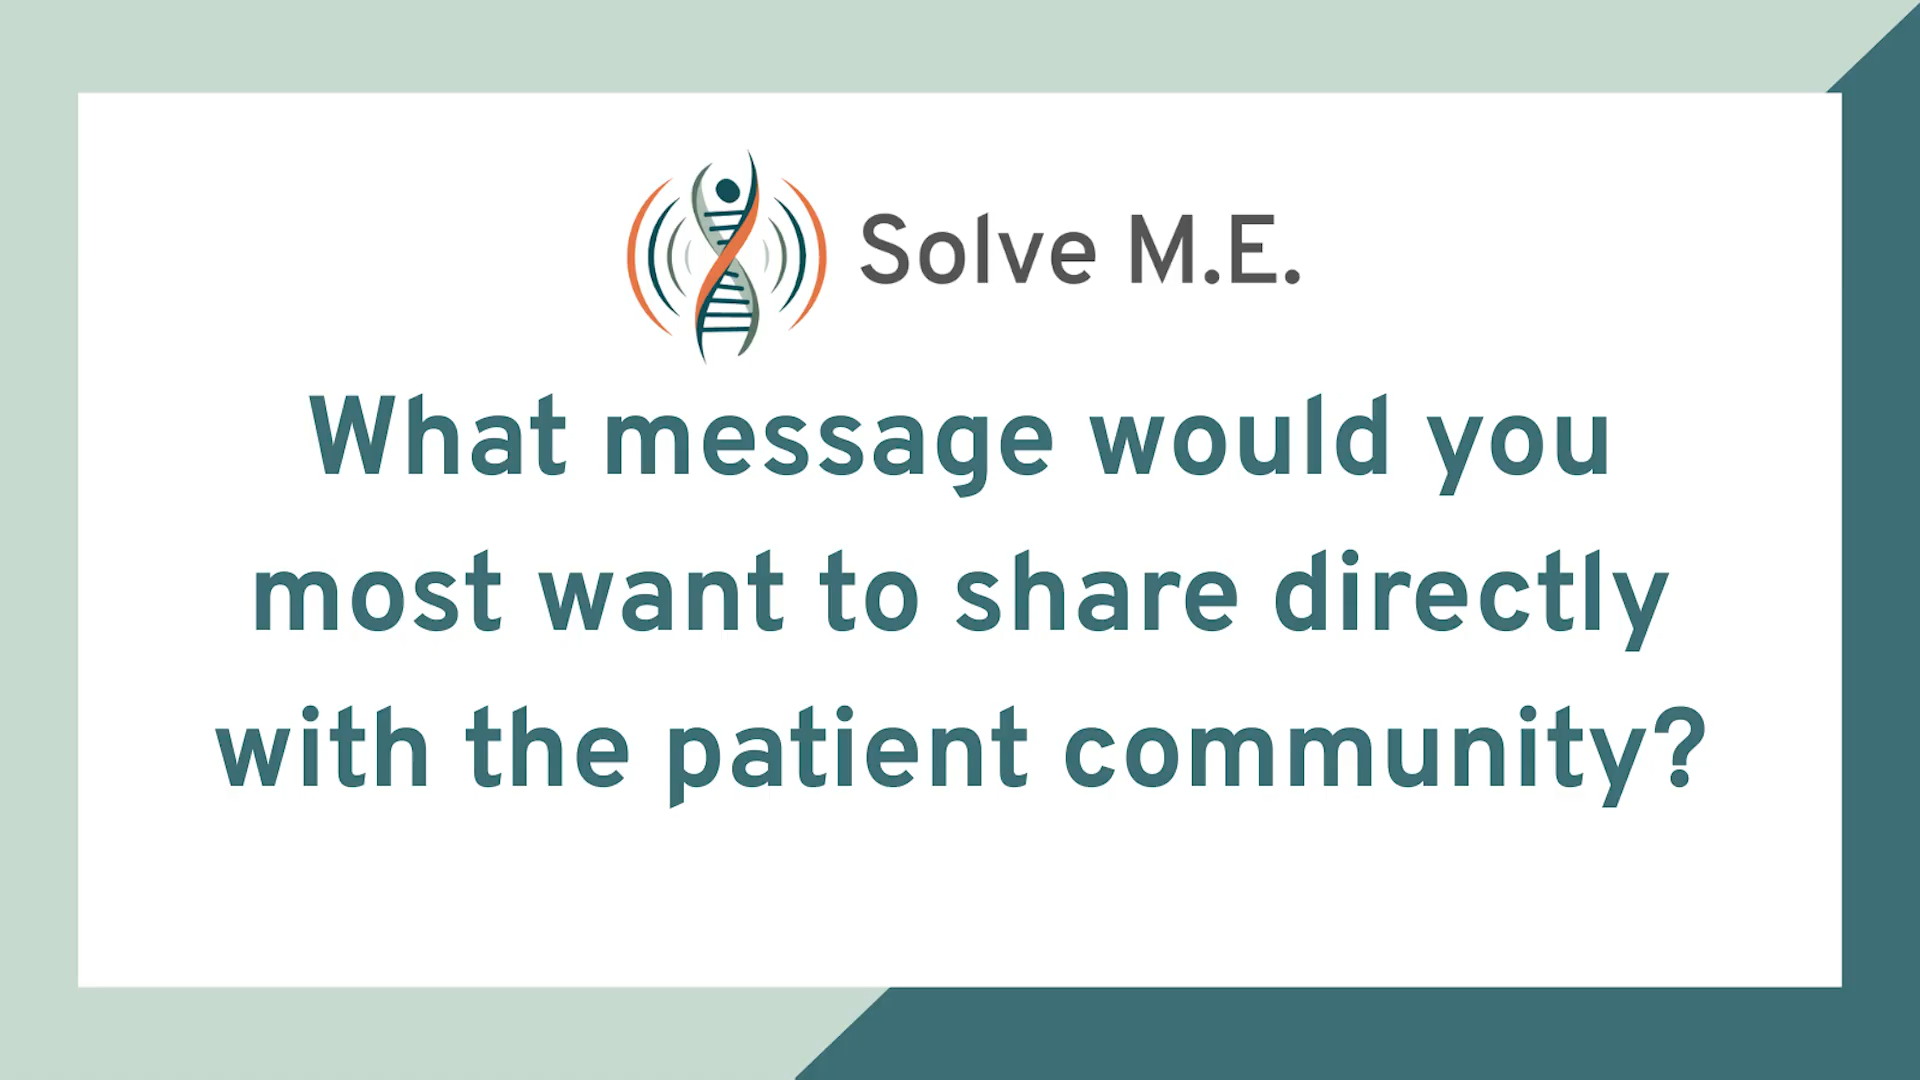 Solve M.E.
What message would you
most want to share directly
with the patient community?